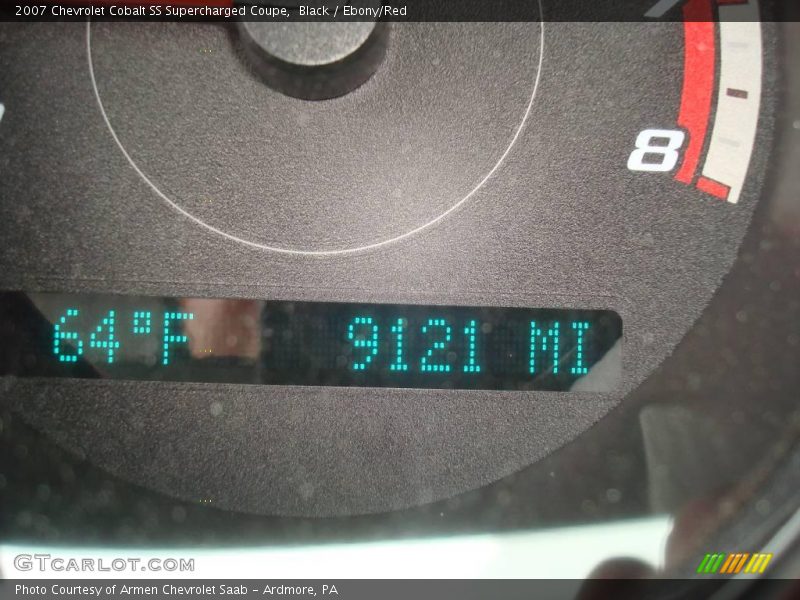 2007 Chevrolet Cobalt SS Supercharged Coupe, Black / Ebony/Red
8
64°F 9121 MI
GTCARLOT.COM
Photo Courtesy of Armen Chevrolet Saab - Ardmore, PA